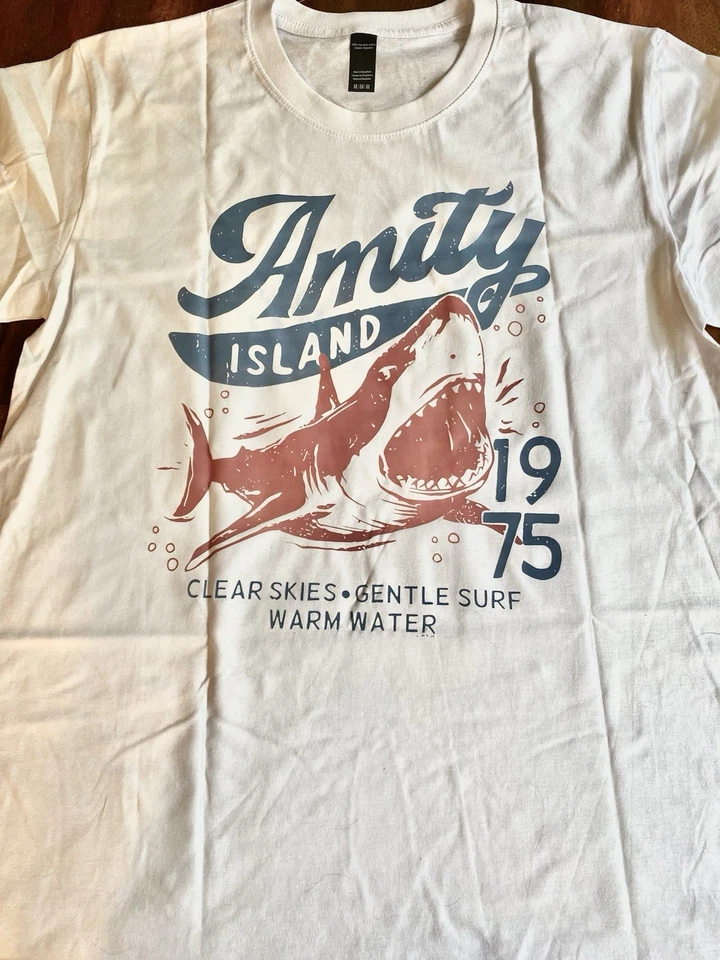 M M M
Amity
ISLAND
19
75
CLEAR SKIES • GENTLE SURF
WARM WATER